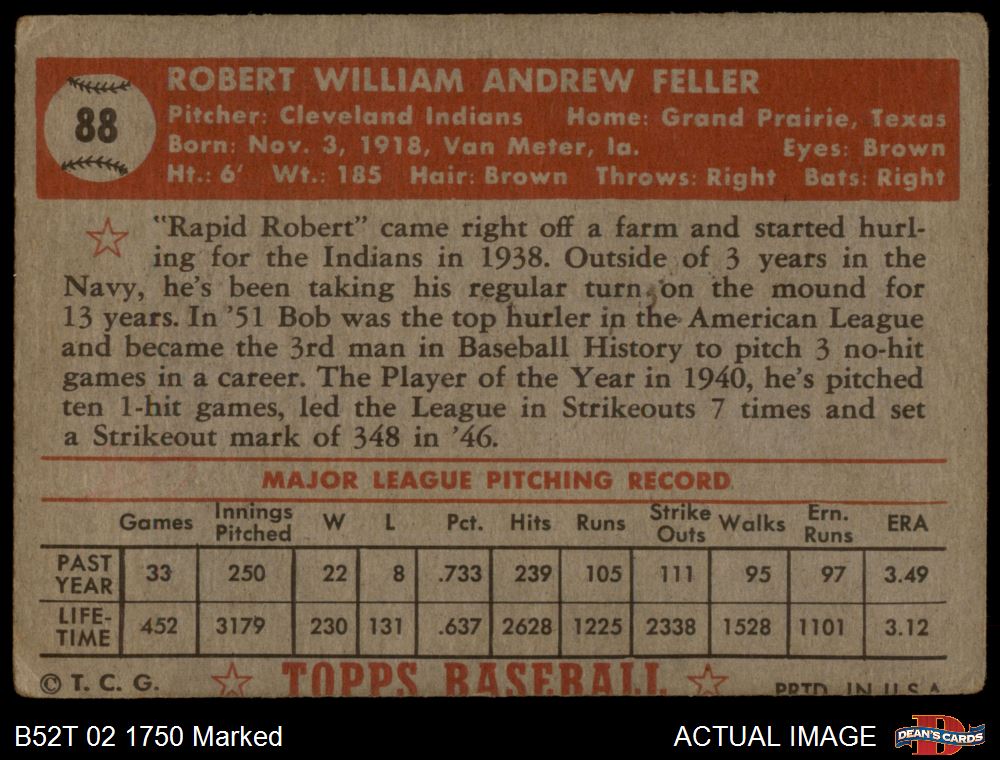 88
ROBERT WILLIAM ANDREW FELLER
Pitcher: Cleveland Indians Home: Grand Prairie, Texas
Born: Nov. 3, 1918, Van Meter, Ia. Eyes: Brown
Ht.: 6' Wt.: 185 Hair: Brown Throws: Right Bats: Right
"Rapid Robert" came right off a farm and started hurl-
ing for the Indians in 1938. Outside of 3 years in the
Navy, he's been taking his regular turn on the mound for
13 years. In '51 Bob was the top hurler in the American League
and became the 3rd man in Baseball History to pitch 3 no-hit
games in a career. The Player of the Year in 1940, he's pitched
ten 1-hit games, led the League in Strikeouts 7 times and set
a Strikeout mark of 348 in '46.
MAJOR LEAGUE PITCHING RECORD
Games Innings Pitched W L Pct. Hits Runs Strike Outs Walks Ern. Runs ERA
PAST YEAR 33 250 22 8 .733 239 105 111 95 97 3.49
LIFE-TIME 452 3179 230 131 .637 2628 1225 2338 1528 1101 3.12
© T. C. G. TOPPS BASEBALL PRTD. IN U.S.A.
B52T 02 1750 Marked ACTUAL IMAGE DEAN'S CARDS